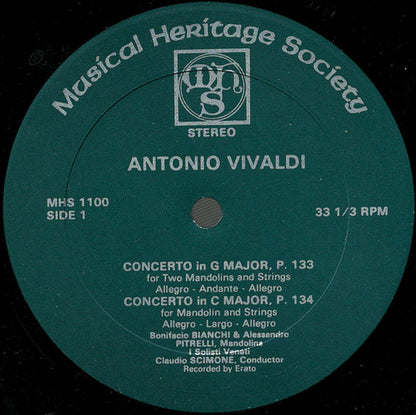 Musical Heritage Society
mhs
STEREO
ANTONIO VIVALDI
MHS 1100
SIDE 1
33 1/3 RPM
CONCERTO in G MAJOR, P. 133
for Two Mandolins and Strings
Allegro - Andante - Allegro
CONCERTO in C MAJOR, P. 134
for Mandolin and Strings
Allegro - Largo - Allegro
Bonifacio BIANCHI & Alessandro
PITRELLI, Mandolins
I Solisti Veneti
Claudio SCIMONE, Conductor
Recorded by Erato